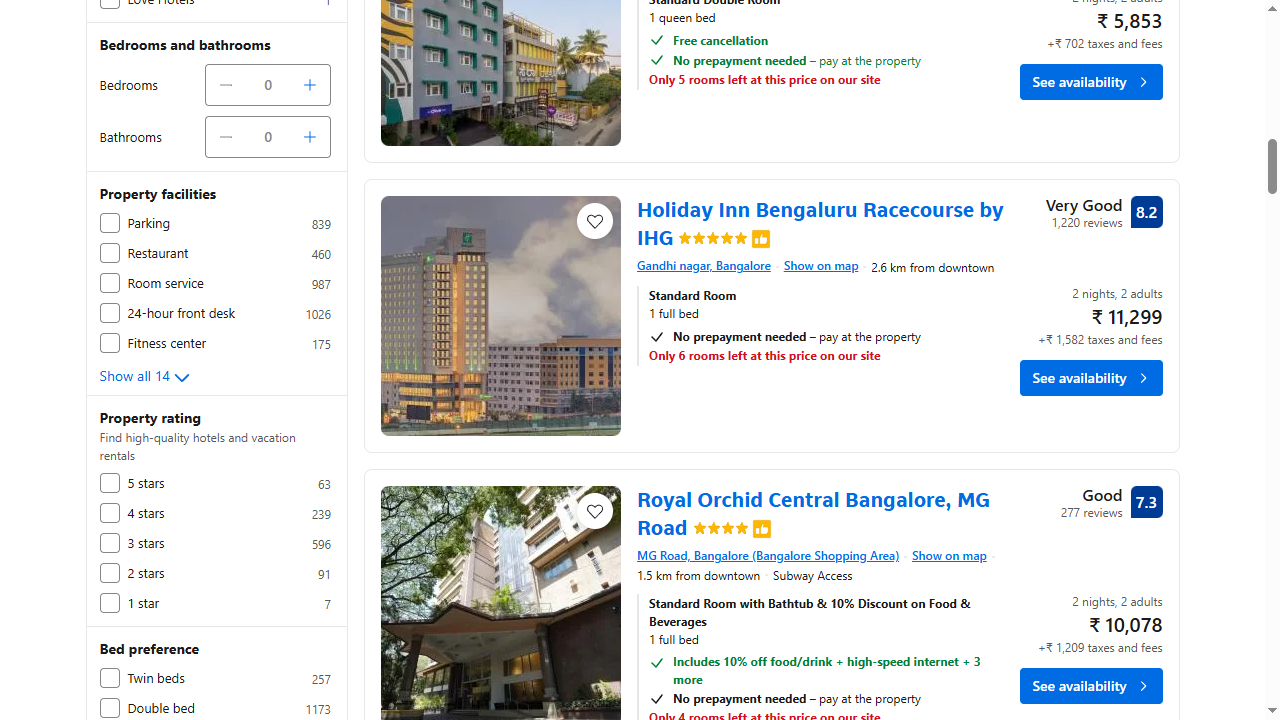 Love Hotels 1
Bedrooms and bathrooms
Bedrooms 0
Bathrooms 0
Property facilities
Parking 839
Restaurant 460
Room service 987
24-hour front desk 1026
Fitness center 175
Show all 14
Property rating
Find high-quality hotels and vacation
rentals
5 stars 63
4 stars 239
3 stars 596
2 stars 91
1 star 7
Bed preference
Twin beds 257
Double bed 1173
Standard Double Room
2 nights, 2 adults
1 queen bed
₹ 5,853
Free cancellation
+₹ 702 taxes and fees
No prepayment needed – pay at the property
Only 5 rooms left at this price on our site
See availability
Holiday Inn Bengaluru Racecourse by
IHG
Very Good
1,220 reviews
8.2
Gandhi nagar, Bangalore Show on map 2.6 km from downtown
Standard Room
1 full bed
No prepayment needed – pay at the property
Only 6 rooms left at this price on our site
2 nights, 2 adults
₹ 11,299
+₹ 1,582 taxes and fees
See availability
Royal Orchid Central Bangalore, MG
Road
Good
277 reviews
7.3
MG Road, Bangalore (Bangalore Shopping Area) Show on map
1.5 km from downtown Subway Access
Standard Room with Bathtub & 10% Discount on Food &
Beverages
1 full bed
Includes 10% off food/drink + high-speed internet + 3
more
No prepayment needed – pay at the property
Only 4 rooms left at this price on our site
2 nights, 2 adults
₹ 10,078
+₹ 1,209 taxes and fees
See availability